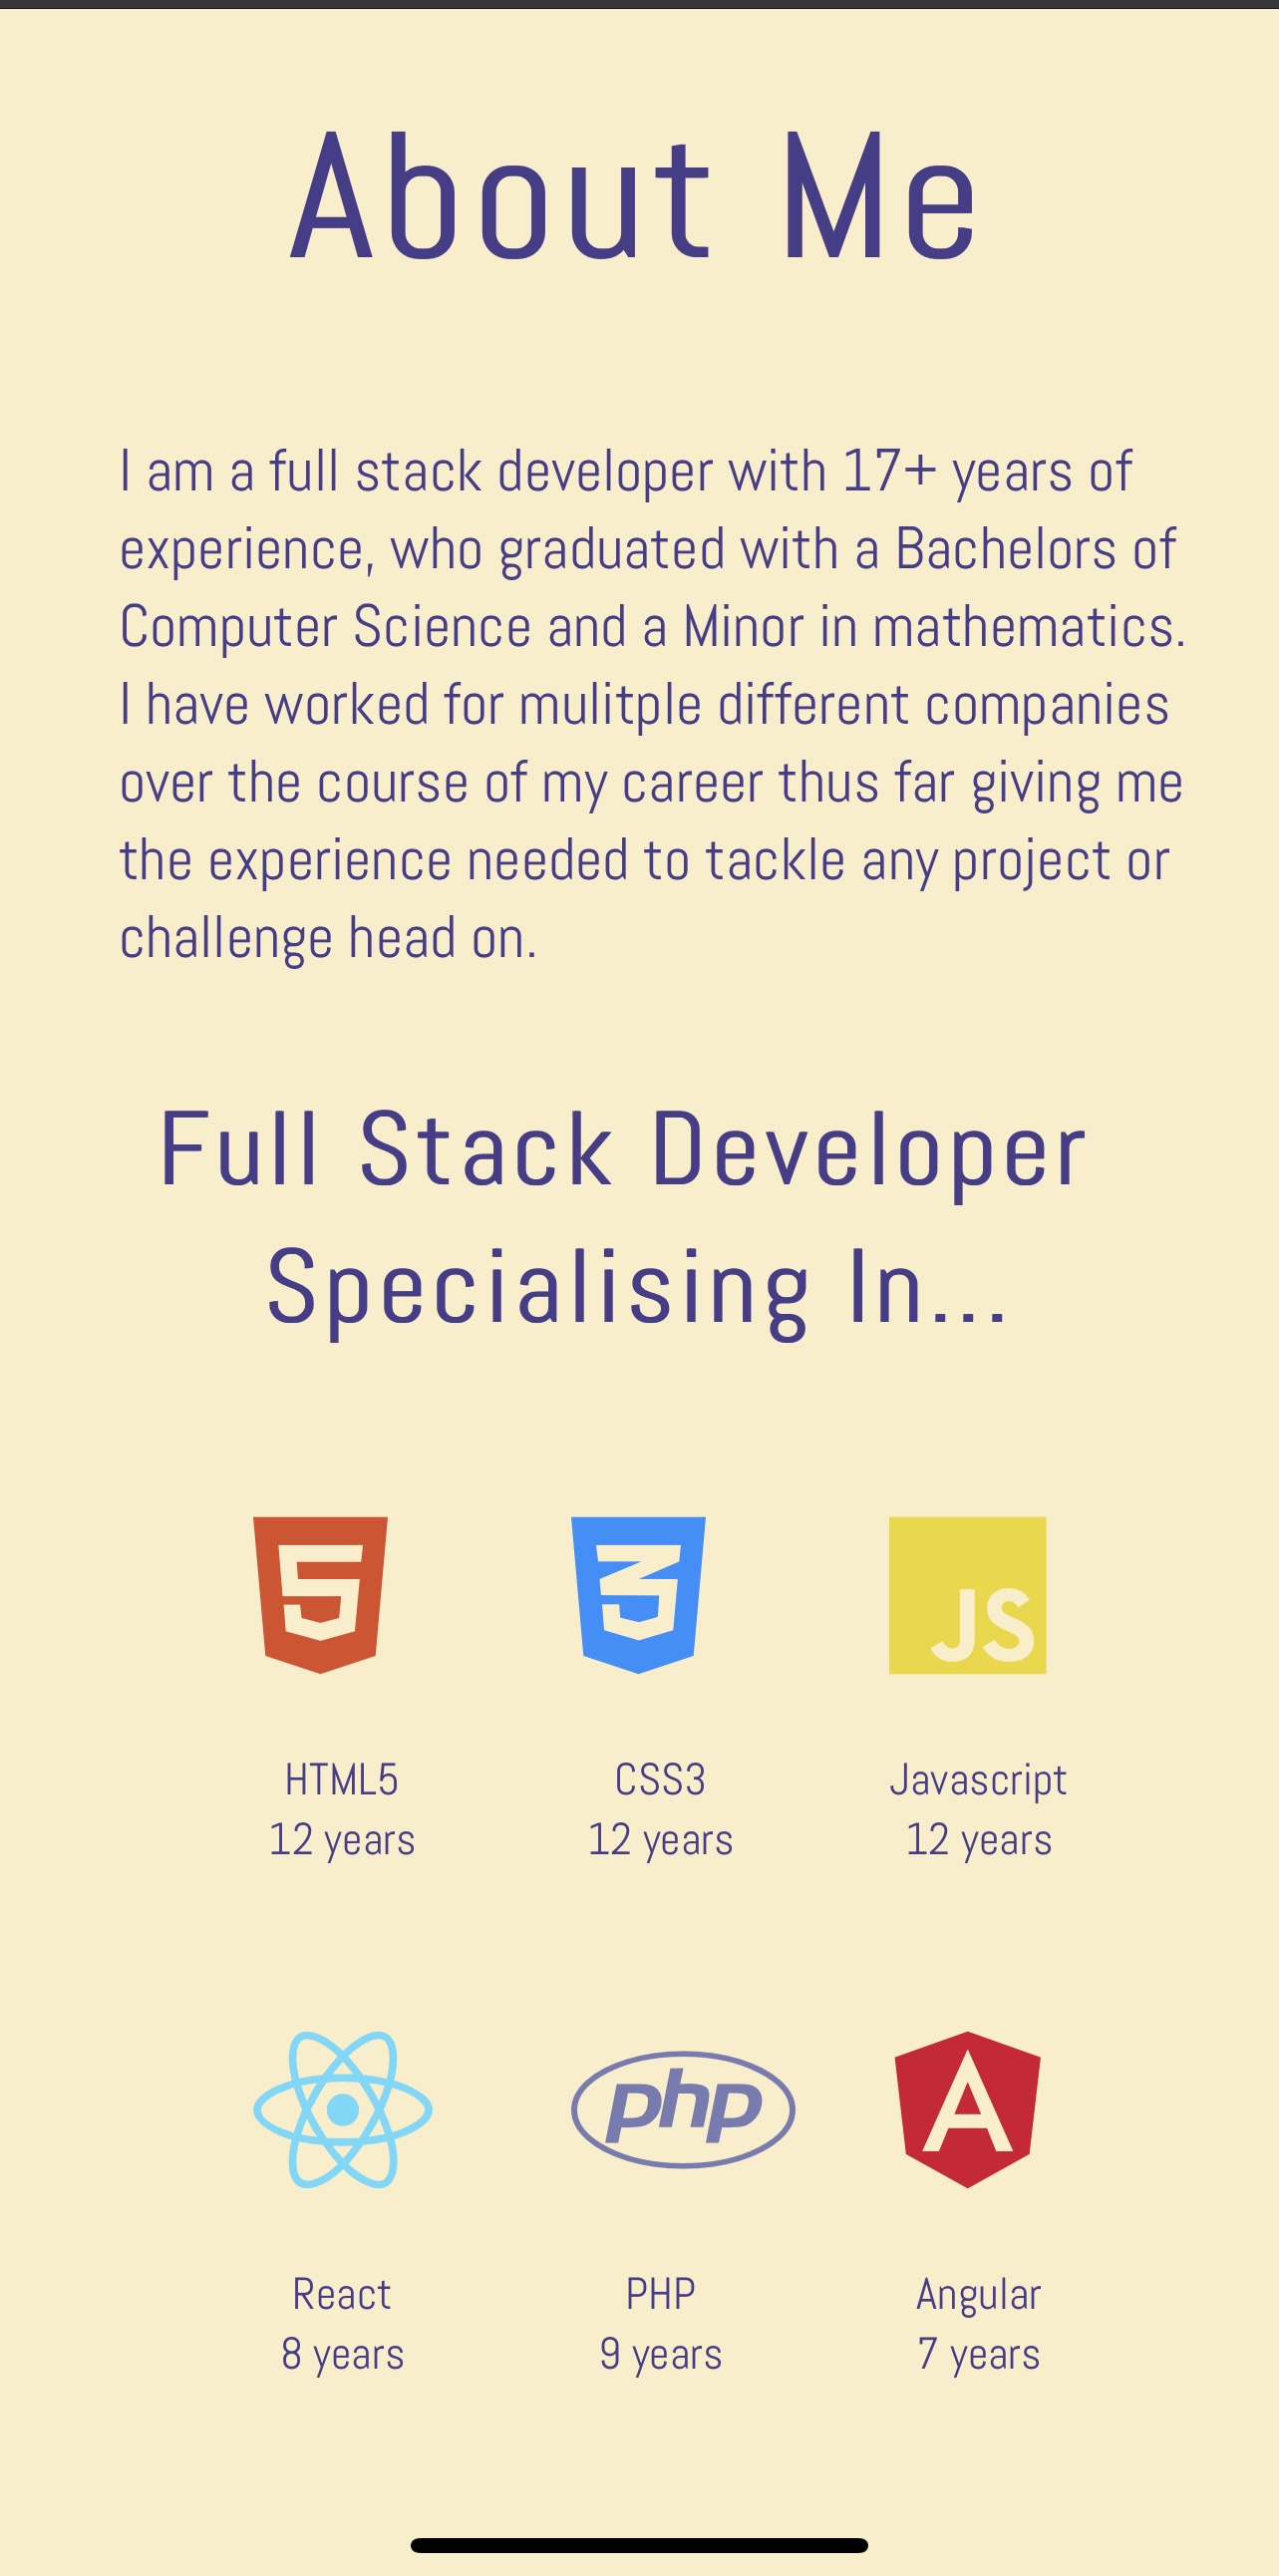 About Me
I am a full stack developer with 17+ years of
experience, who graduated with a Bachelors of
Computer Science and a Minor in mathematics.
I have worked for mulitple different companies
over the course of my career thus far giving me
the experience needed to tackle any project or
challenge head on.
Full Stack Developer
Specialising In...
5 3 JS
HTML5 CSS3 Javascript
12 years 12 years 12 years
php A
React PHP Angular
8 years 9 years 7 years